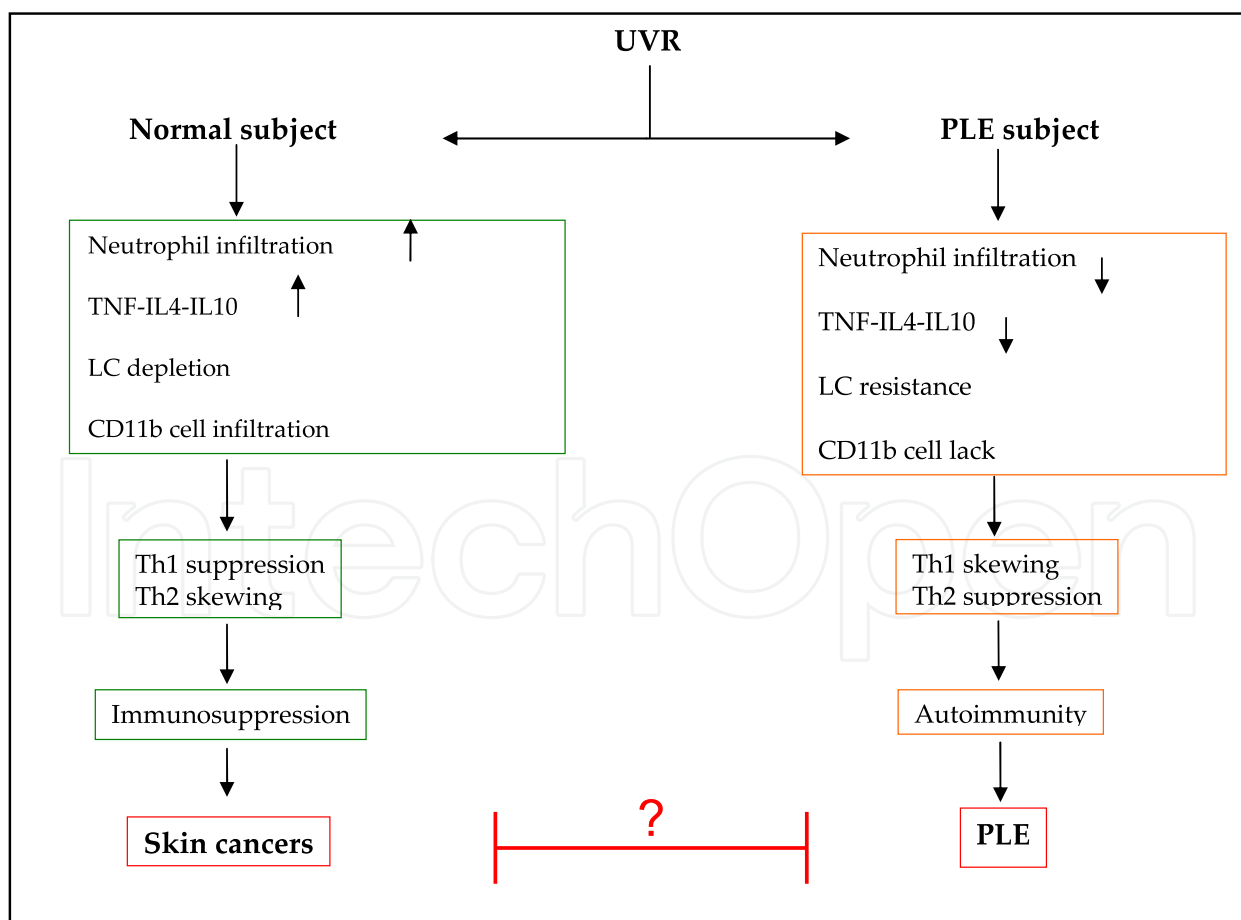 UVR
Normal subject
PLE subject
Neutrophil infiltration
TNF-IL4-IL10
LC depletion
CD11b cell infiltration
Neutrophil infiltration
TNF-IL4-IL10
LC resistance
CD11b cell lack
IntechOpen
Th1 suppression
Th2 skewing
Th1 skewing
Th2 suppression
Immunosuppression
Autoimmunity
?
Skin cancers
PLE